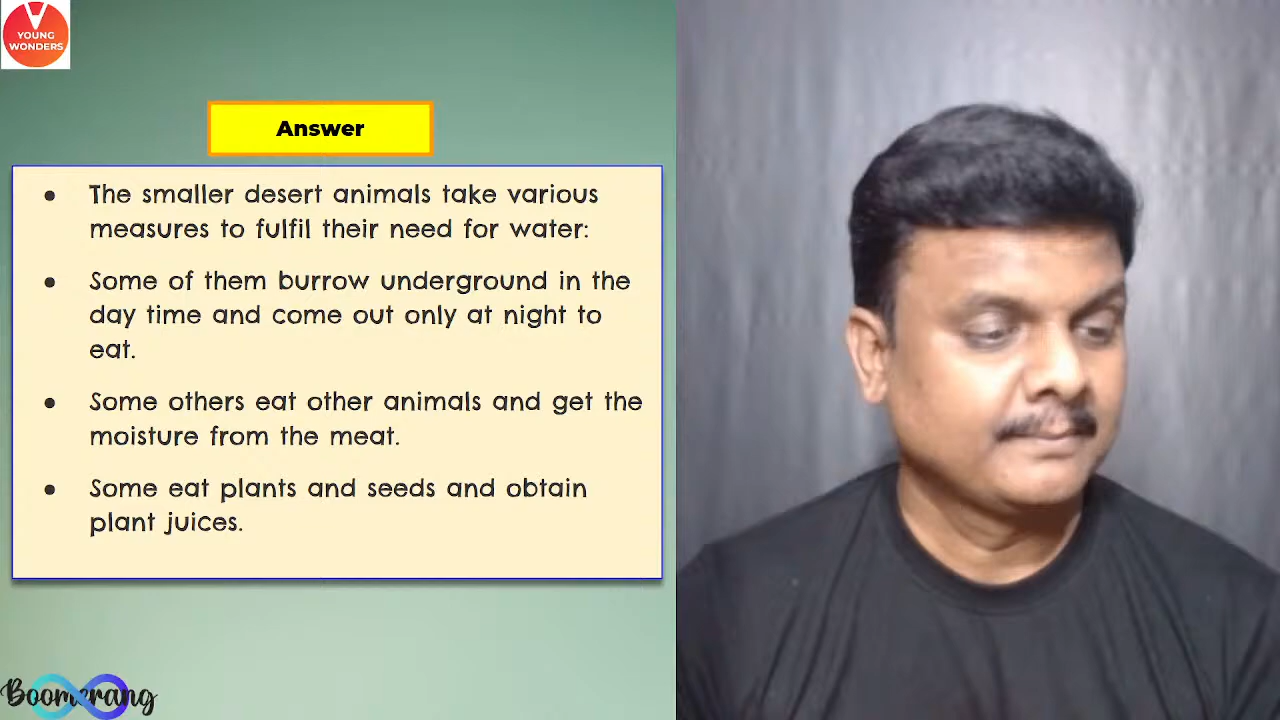 YOUNG
WONDERS
Answer
● The smaller desert animals take various
measures to fulfil their need for water:
● Some of them burrow underground in the
day time and come out only at night to
eat.
● Some others eat other animals and get the
moisture from the meat.
● Some eat plants and seeds and obtain
plant juices.
Boomerang